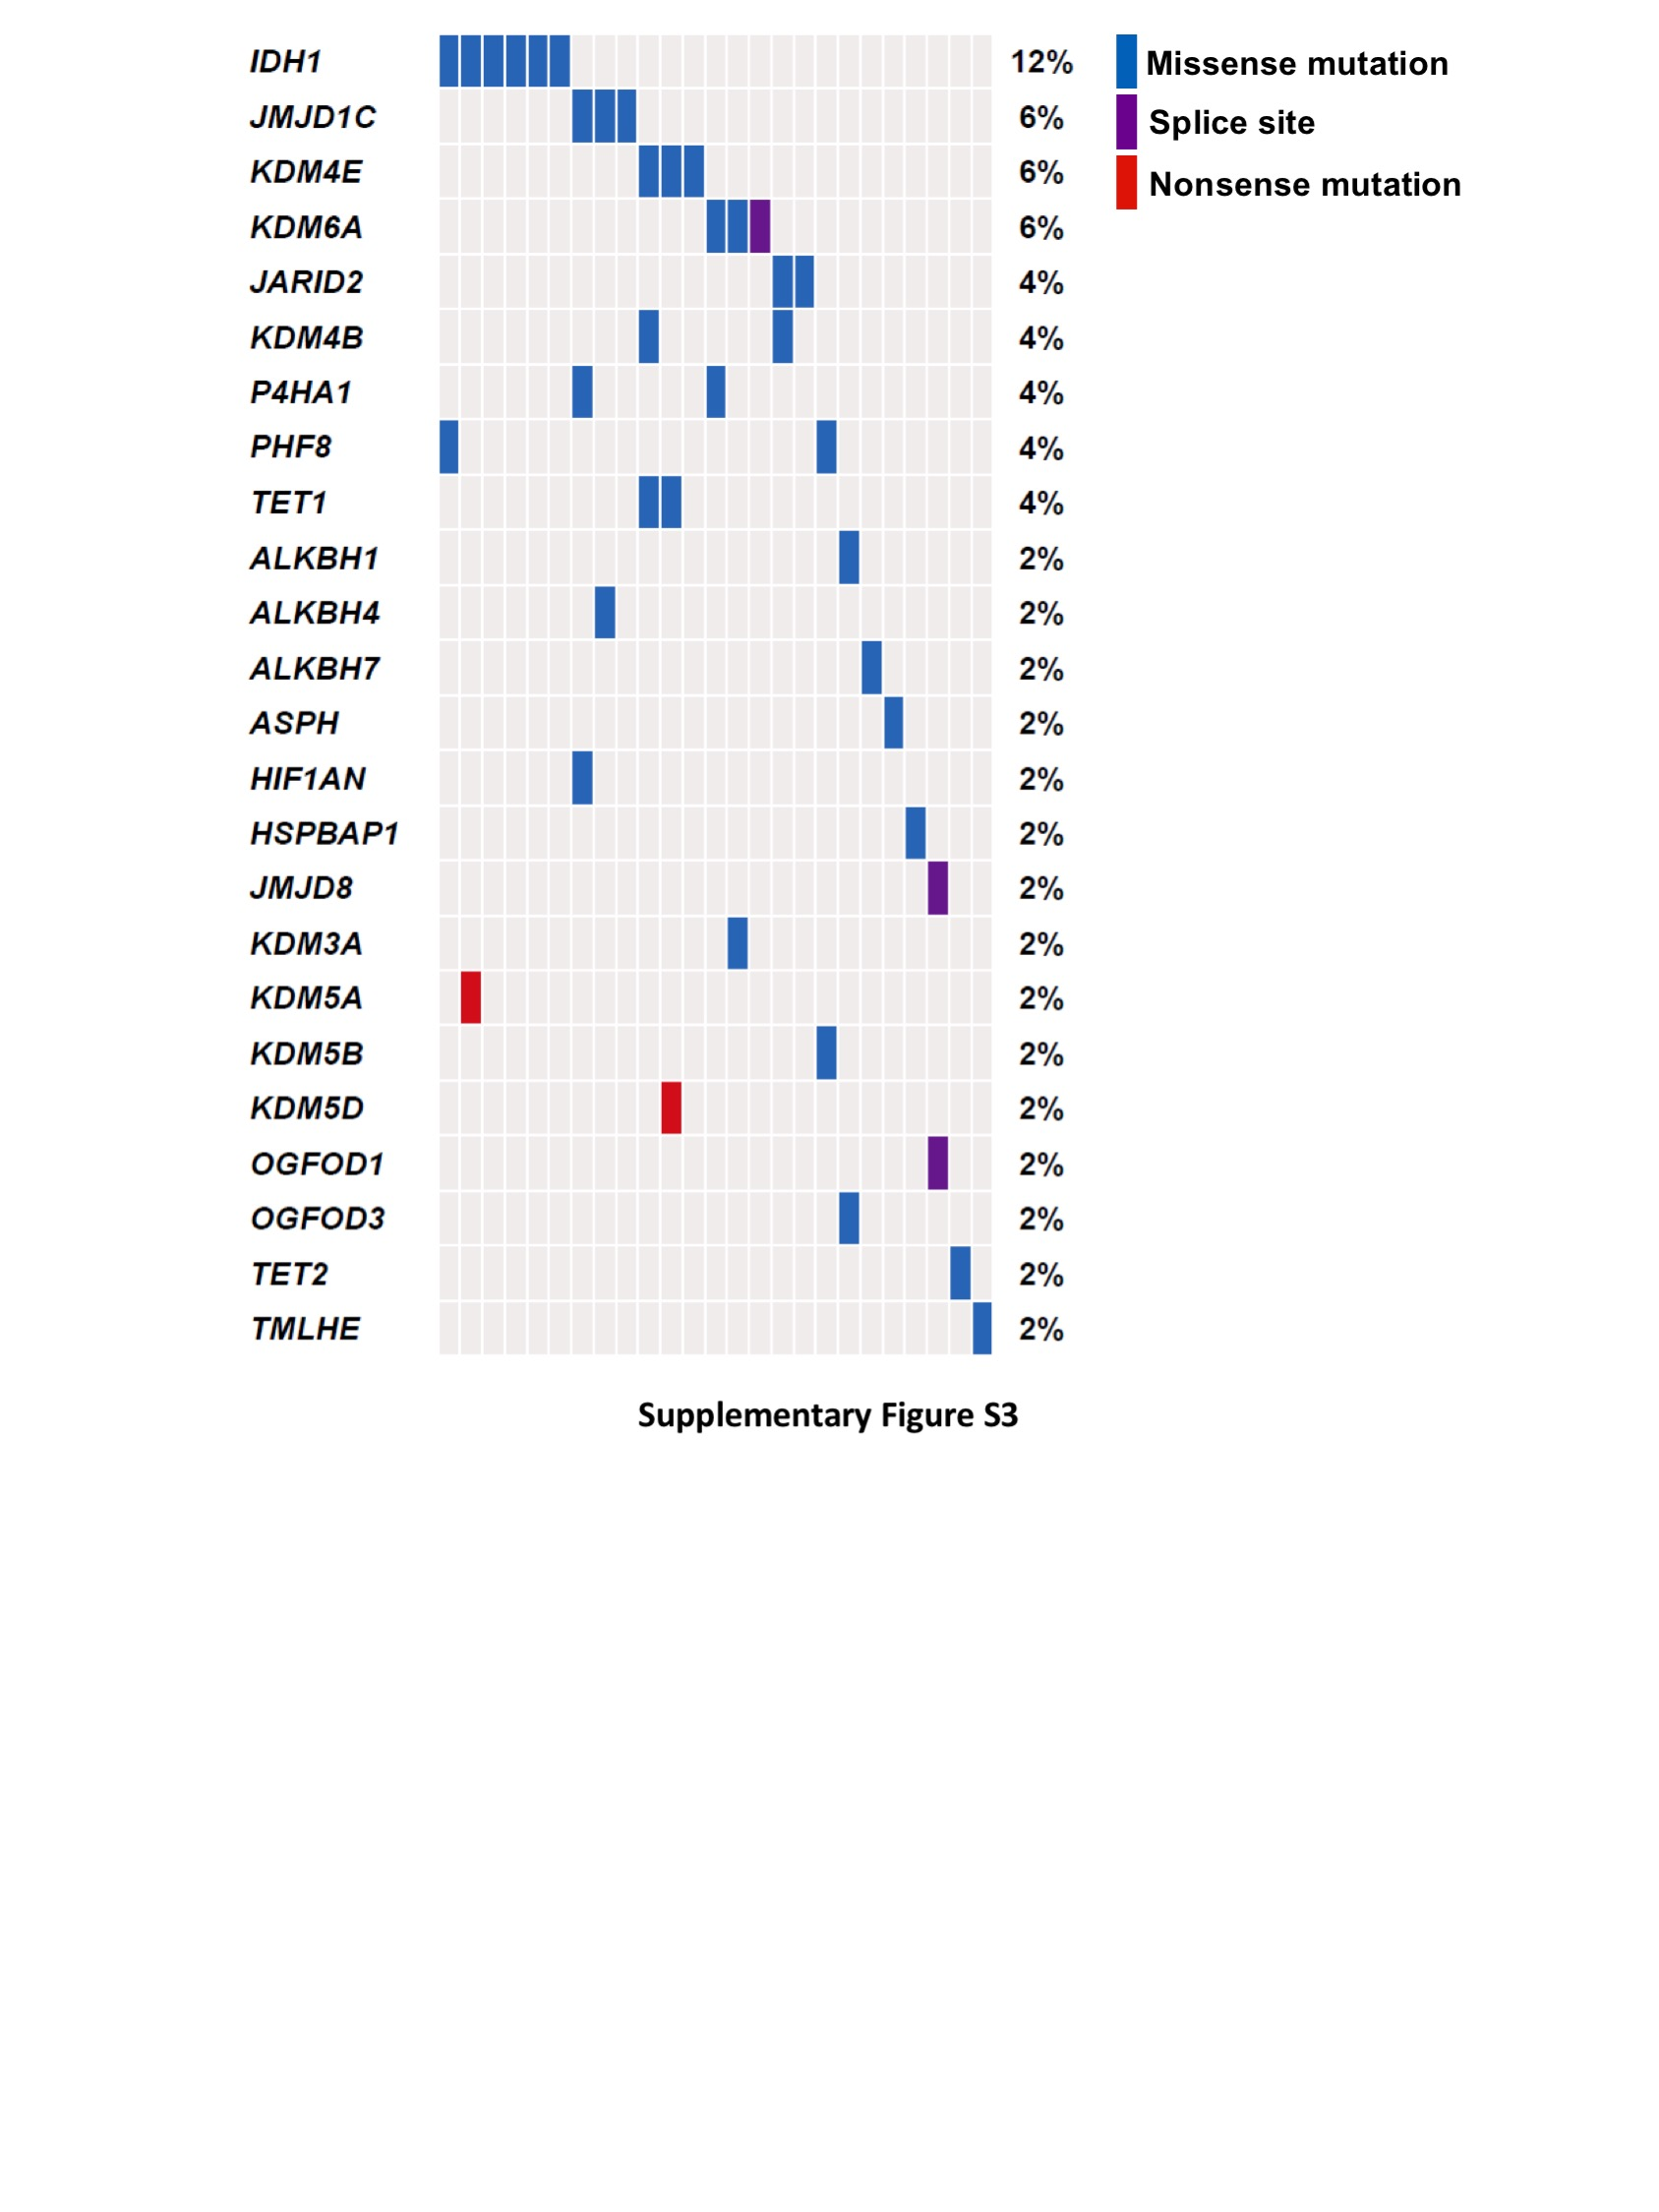 IDH1 12% Missense mutation
JMJD1C 6% Splice site
KDM4E 6% Nonsense mutation
KDM6A 6%
JARID2 4%
KDM4B 4%
P4HA1 4%
PHF8 4%
TET1 4%
ALKBH1 2%
ALKBH4 2%
ALKBH7 2%
ASPH 2%
HIF1AN 2%
HSPBAP1 2%
JMJD8 2%
KDM3A 2%
KDM5A 2%
KDM5B 2%
KDM5D 2%
OGFOD1 2%
OGFOD3 2%
TET2 2%
TMLHE 2%
Supplementary Figure S3